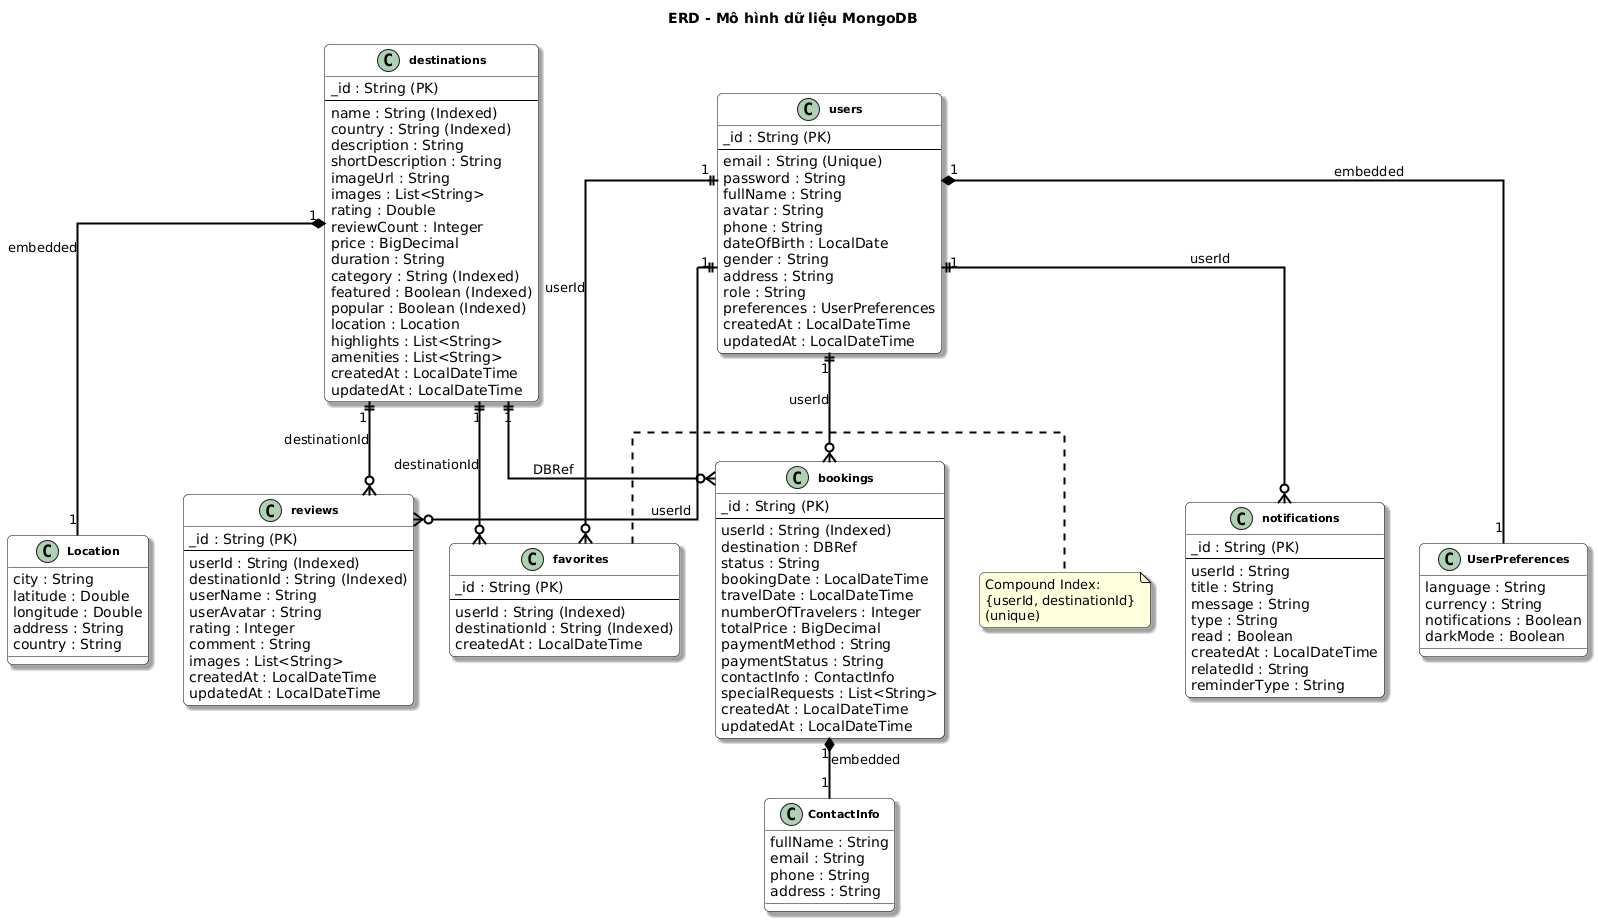 ERD - Mô hình dữ liệu MongoDB
C destinations
_id : String (PK)
name : String (Indexed)
country : String (Indexed)
description : String
shortDescription : String
imageUrl : String
images : List<String>
rating : Double
reviewCount : Integer
price : BigDecimal
duration : String
category : String (Indexed)
featured : Boolean (Indexed)
popular : Boolean (Indexed)
location : Location
highlights : List<String>
amenities : List<String>
createdAt : LocalDateTime
updatedAt : LocalDateTime
C users
_id : String (PK)
email : String (Unique)
password : String
fullName : String
avatar : String
phone : String
dateOfBirth : LocalDate
gender : String
address : String
role : String
preferences : UserPreferences
createdAt : LocalDateTime
updatedAt : LocalDateTime
1
embedded
1
1
userId
1
1
embedded
1
1
userId
1
destinationId
1
destinationId
1
DBRef
userId
1
userId
C Location
city : String
latitude : Double
longitude : Double
address : String
country : String
C reviews
_id : String (PK)
userId : String (Indexed)
destinationId : String (Indexed)
userName : String
userAvatar : String
rating : Integer
comment : String
images : List<String>
createdAt : LocalDateTime
updatedAt : LocalDateTime
C favorites
_id : String (PK)
userId : String (Indexed)
destinationId : String (Indexed)
createdAt : LocalDateTime
C bookings
_id : String (PK)
userId : String (Indexed)
destination : DBRef
status : String
bookingDate : LocalDateTime
travelDate : LocalDateTime
numberOfTravelers : Integer
totalPrice : BigDecimal
paymentMethod : String
paymentStatus : String
contactInfo : ContactInfo
specialRequests : List<String>
createdAt : LocalDateTime
updatedAt : LocalDateTime
Compound Index:
{userId, destinationId}
(unique)
C notifications
_id : String (PK)
userId : String
title : String
message : String
type : String
read : Boolean
createdAt : LocalDateTime
relatedId : String
reminderType : String
C UserPreferences
language : String
currency : String
notifications : Boolean
darkMode : Boolean
1
embedded
1
C ContactInfo
fullName : String
email : String
phone : String
address : String